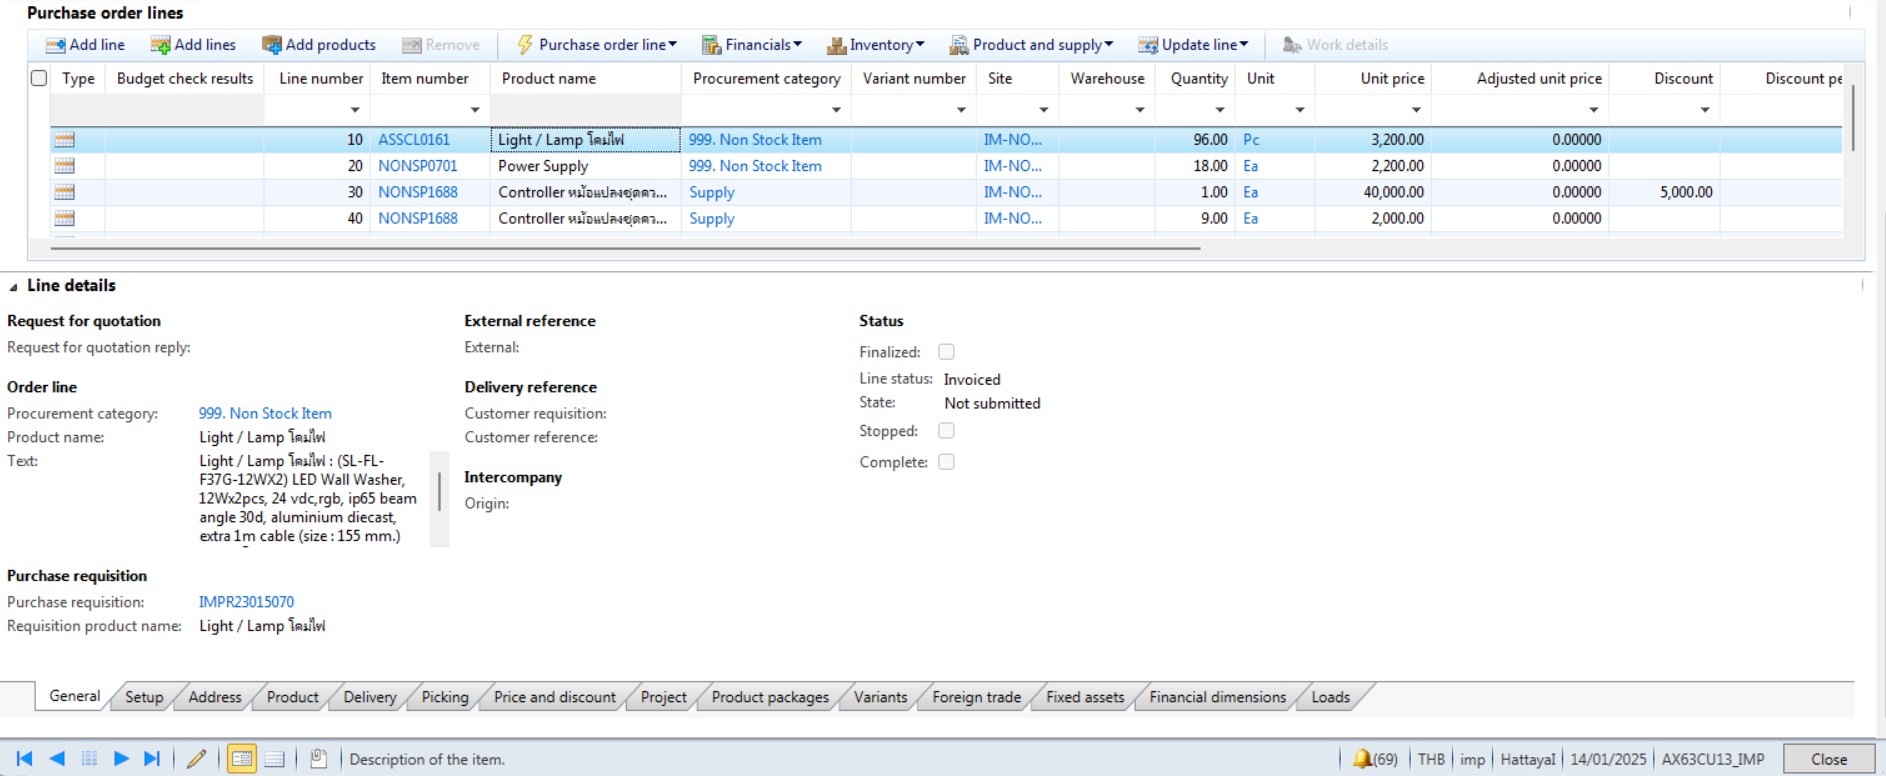 Purchase order lines
Add line Add lines Add products Remove Purchase order line Financials Inventory Product and supply Update line Work details
Type Budget check results Line number Item number Product name Procurement category Variant number Site Warehouse Quantity Unit Unit price Adjusted unit price Discount Discount pe
10 ASSCL0161 Light / Lamp โคมไฟ 999. Non Stock Item IM-NO... 96.00 Pc 3,200.00 0.00000
20 NONSP0701 Power Supply 999. Non Stock Item IM-NO... 18.00 Ea 2,200.00 0.00000
30 NONSP1688 Controller หม้อแปลงชุดคว... Supply IM-NO... 1.00 Ea 40,000.00 0.00000 5,000.00
40 NONSP1688 Controller หม้อแปลงชุดคว... Supply IM-NO... 9.00 Ea 2,000.00 0.00000
Line details
Request for quotation
Request for quotation reply:
Order line
Procurement category: 999. Non Stock Item
Product name: Light / Lamp โคมไฟ
Text: Light / Lamp โคมไฟ : (SL-FL-
F37G-12WX2) LED Wall Washer,
12Wx2pcs, 24 vdc,rgb, ip65 beam
angle 30d, aluminium diecast,
extra 1m cable (size : 155 mm.)
Purchase requisition
Purchase requisition: IMPR23015070
Requisition product name: Light / Lamp โคมไฟ
External reference
External:
Delivery reference
Customer requisition:
Customer reference:
Intercompany
Origin:
Status
Finalized:
Line status: Invoiced
State: Not submitted
Stopped:
Complete:
General Setup Address Product Delivery Picking Price and discount Project Product packages Variants Foreign trade Fixed assets Financial dimensions Loads
Description of the item. (69) THB imp HattayaI 14/01/2025 AX63CU13_IMP Close